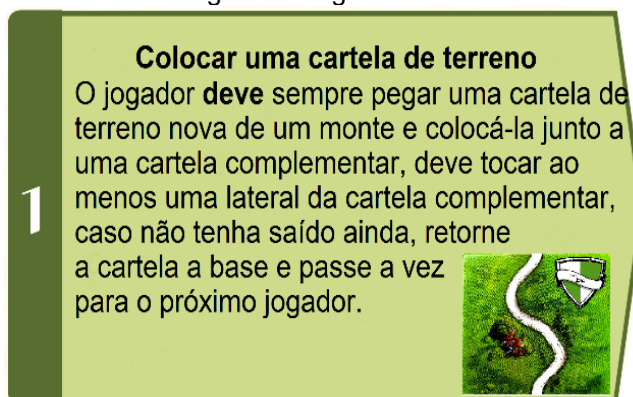 Colocar uma cartela de terreno
O jogador deve sempre pegar uma cartela de
terreno nova de um monte e colocá-la junto a
uma cartela complementar, deve tocar ao
menos uma lateral da cartela complementar,
caso não tenha saído ainda, retorne
a cartela a base e passe a vez
para o próximo jogador.
1